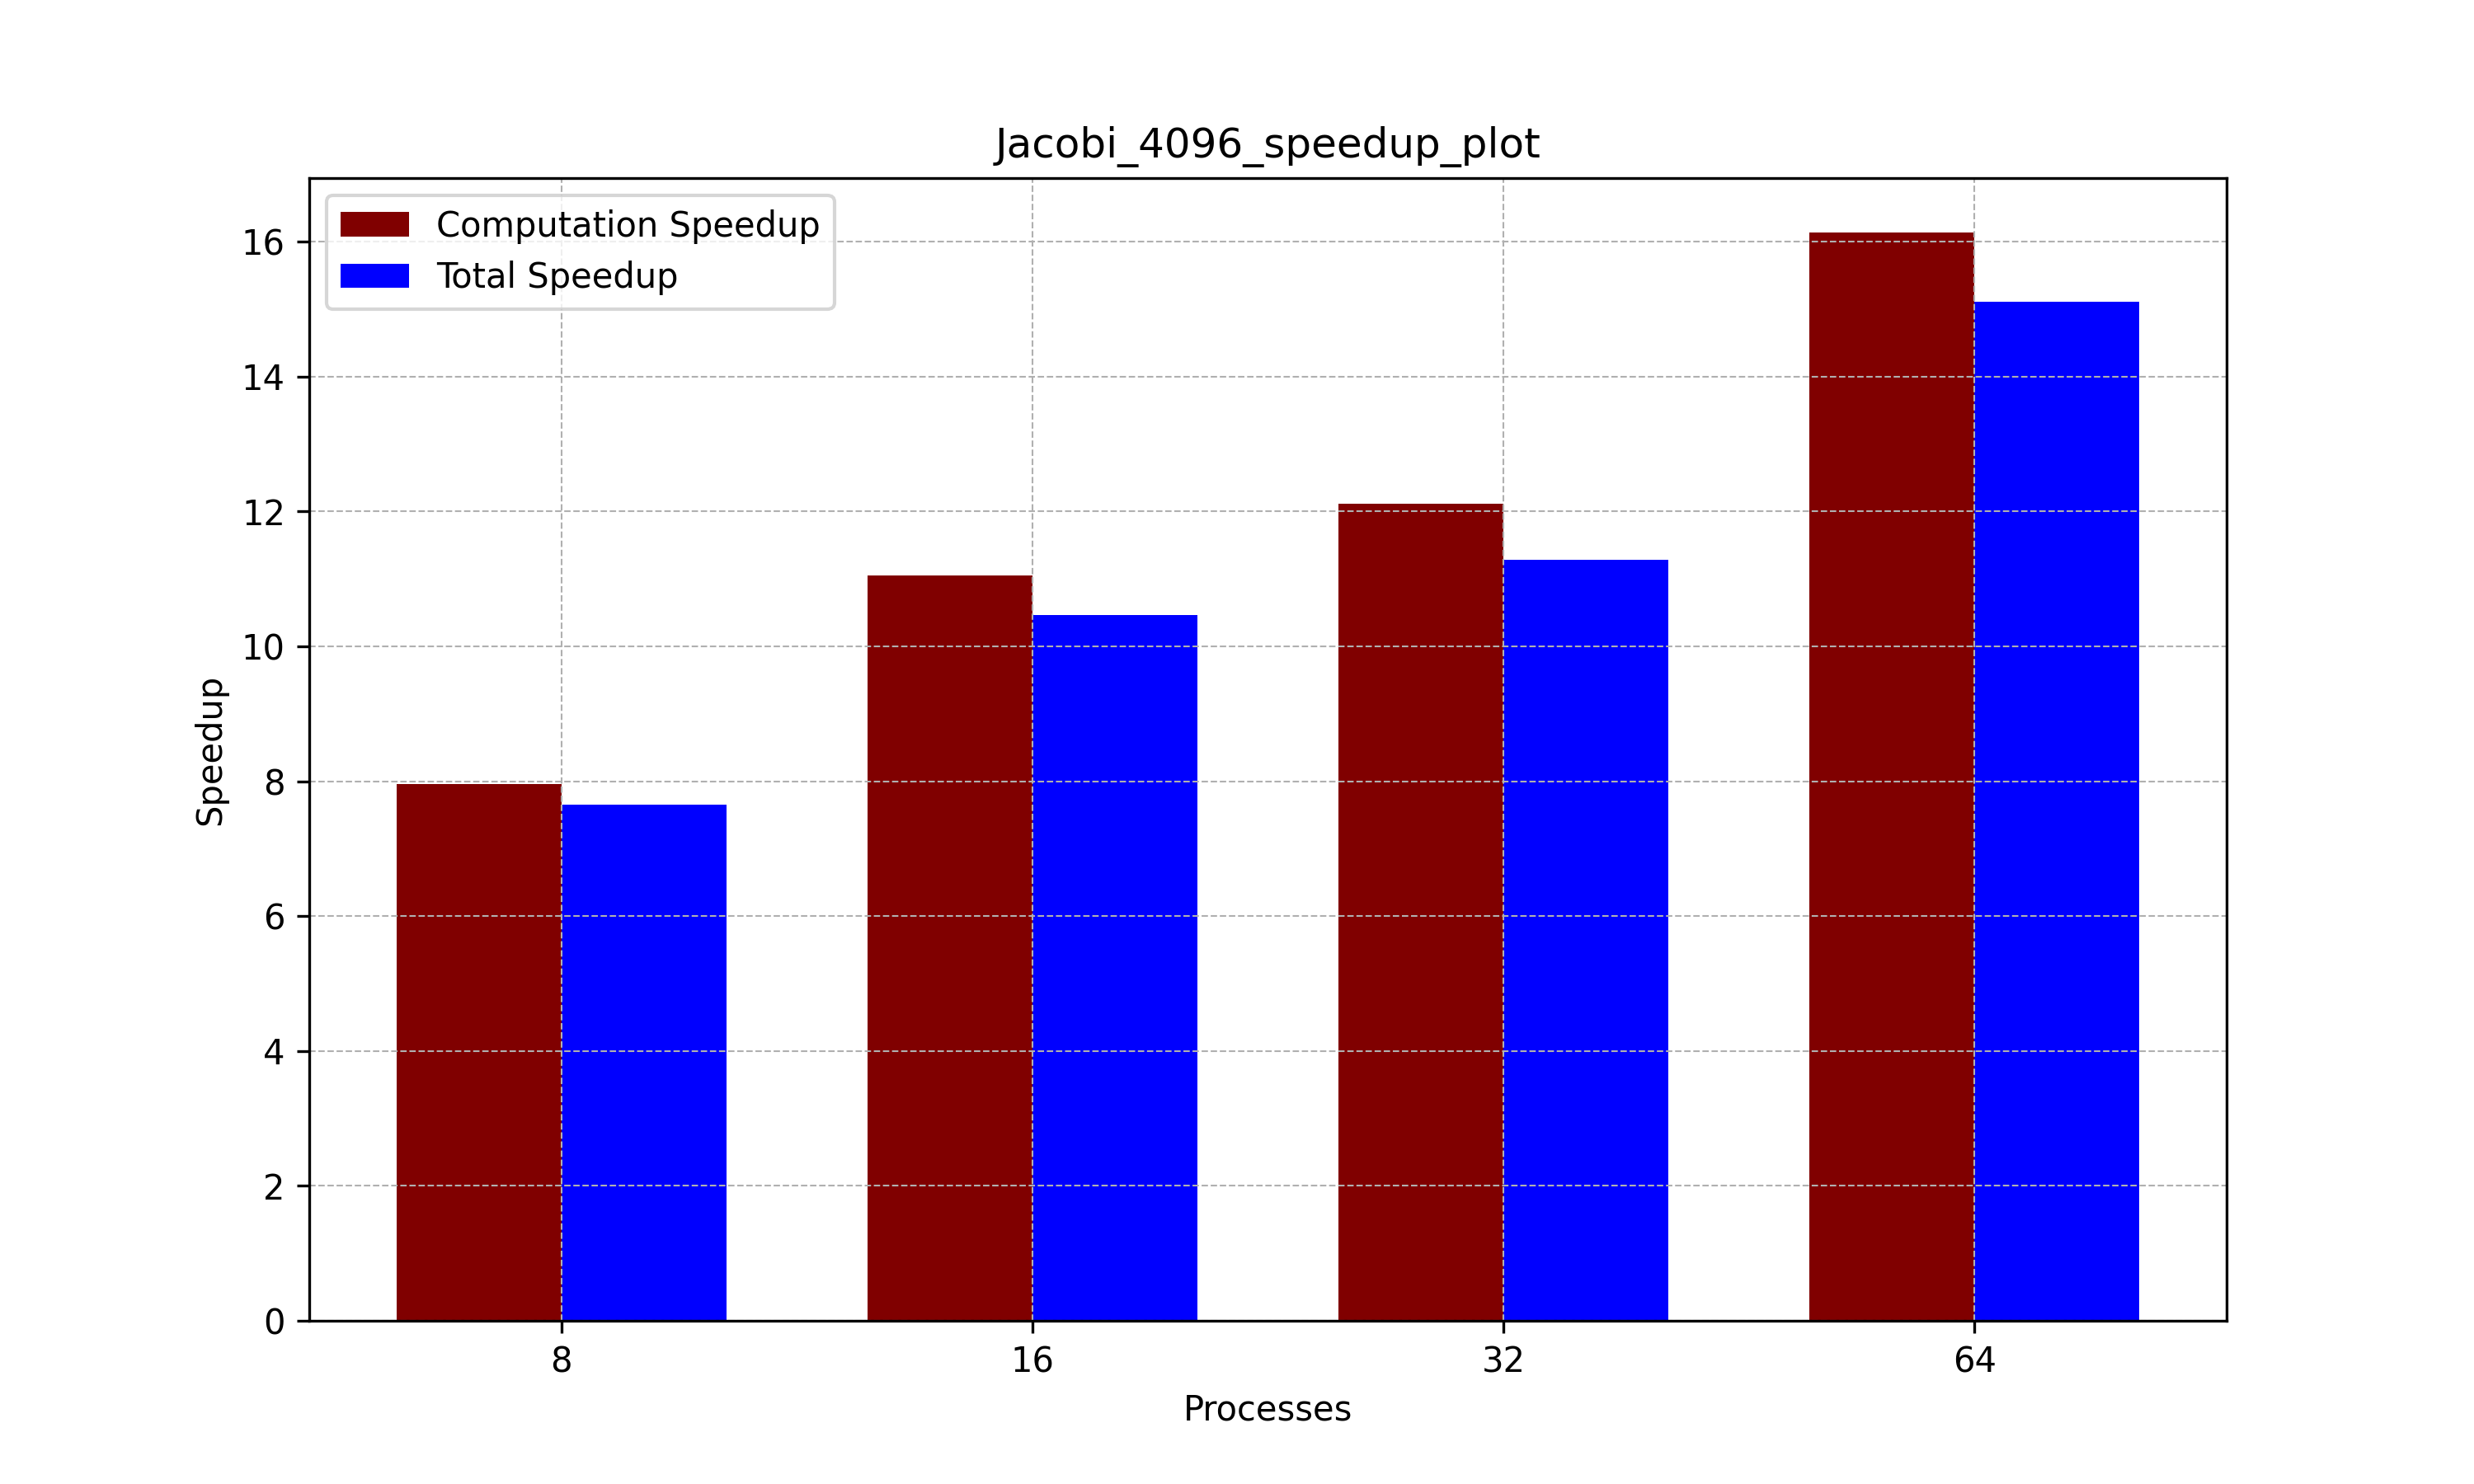 Jacobi_4096_speedup_plot
Computation Speedup
Total Speedup
16
14
12
10
8
6
4
2
0
Speedup
8 16 32 64
Processes